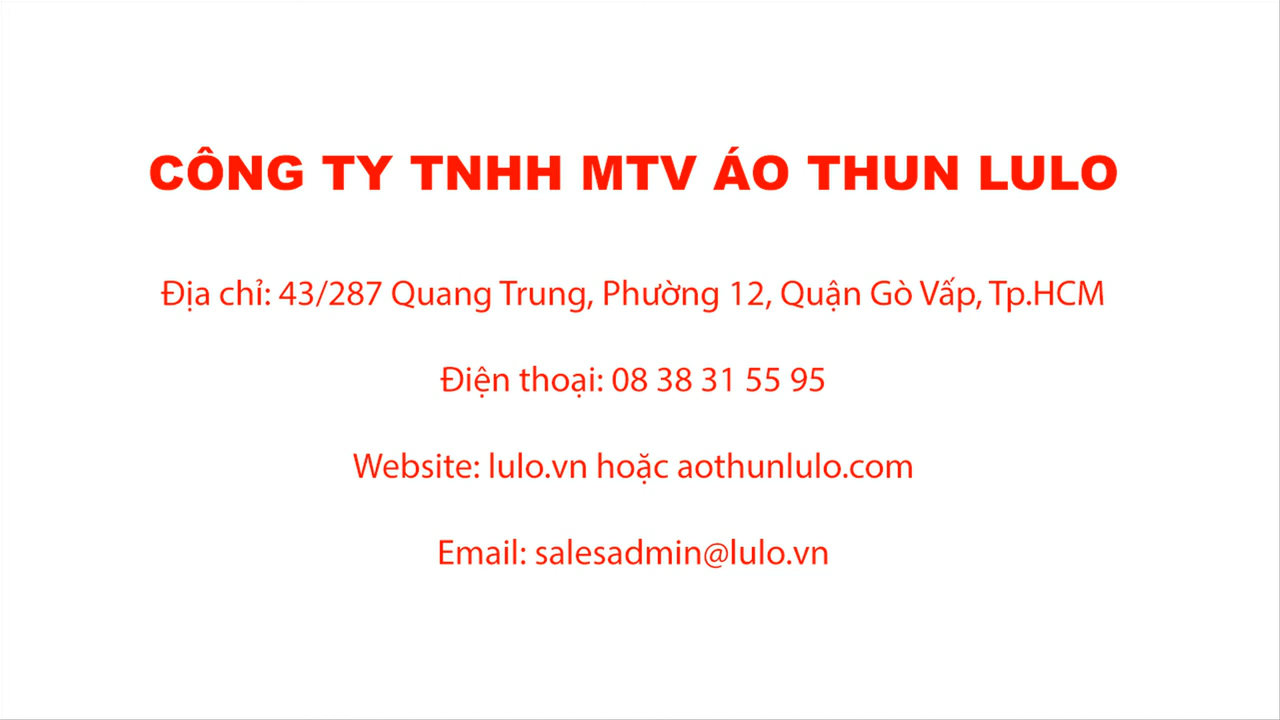 CÔNG TY TNHH MTV ÁO THUN LULO
Địa chỉ: 43/287 Quang Trung, Phường 12, Quận Gò Vấp, Tp.HCM
Điện thoại: 08 38 31 55 95
Website: lulo.vn hoặc aothunlulo.com
Email: salesadmin@lulo.vn